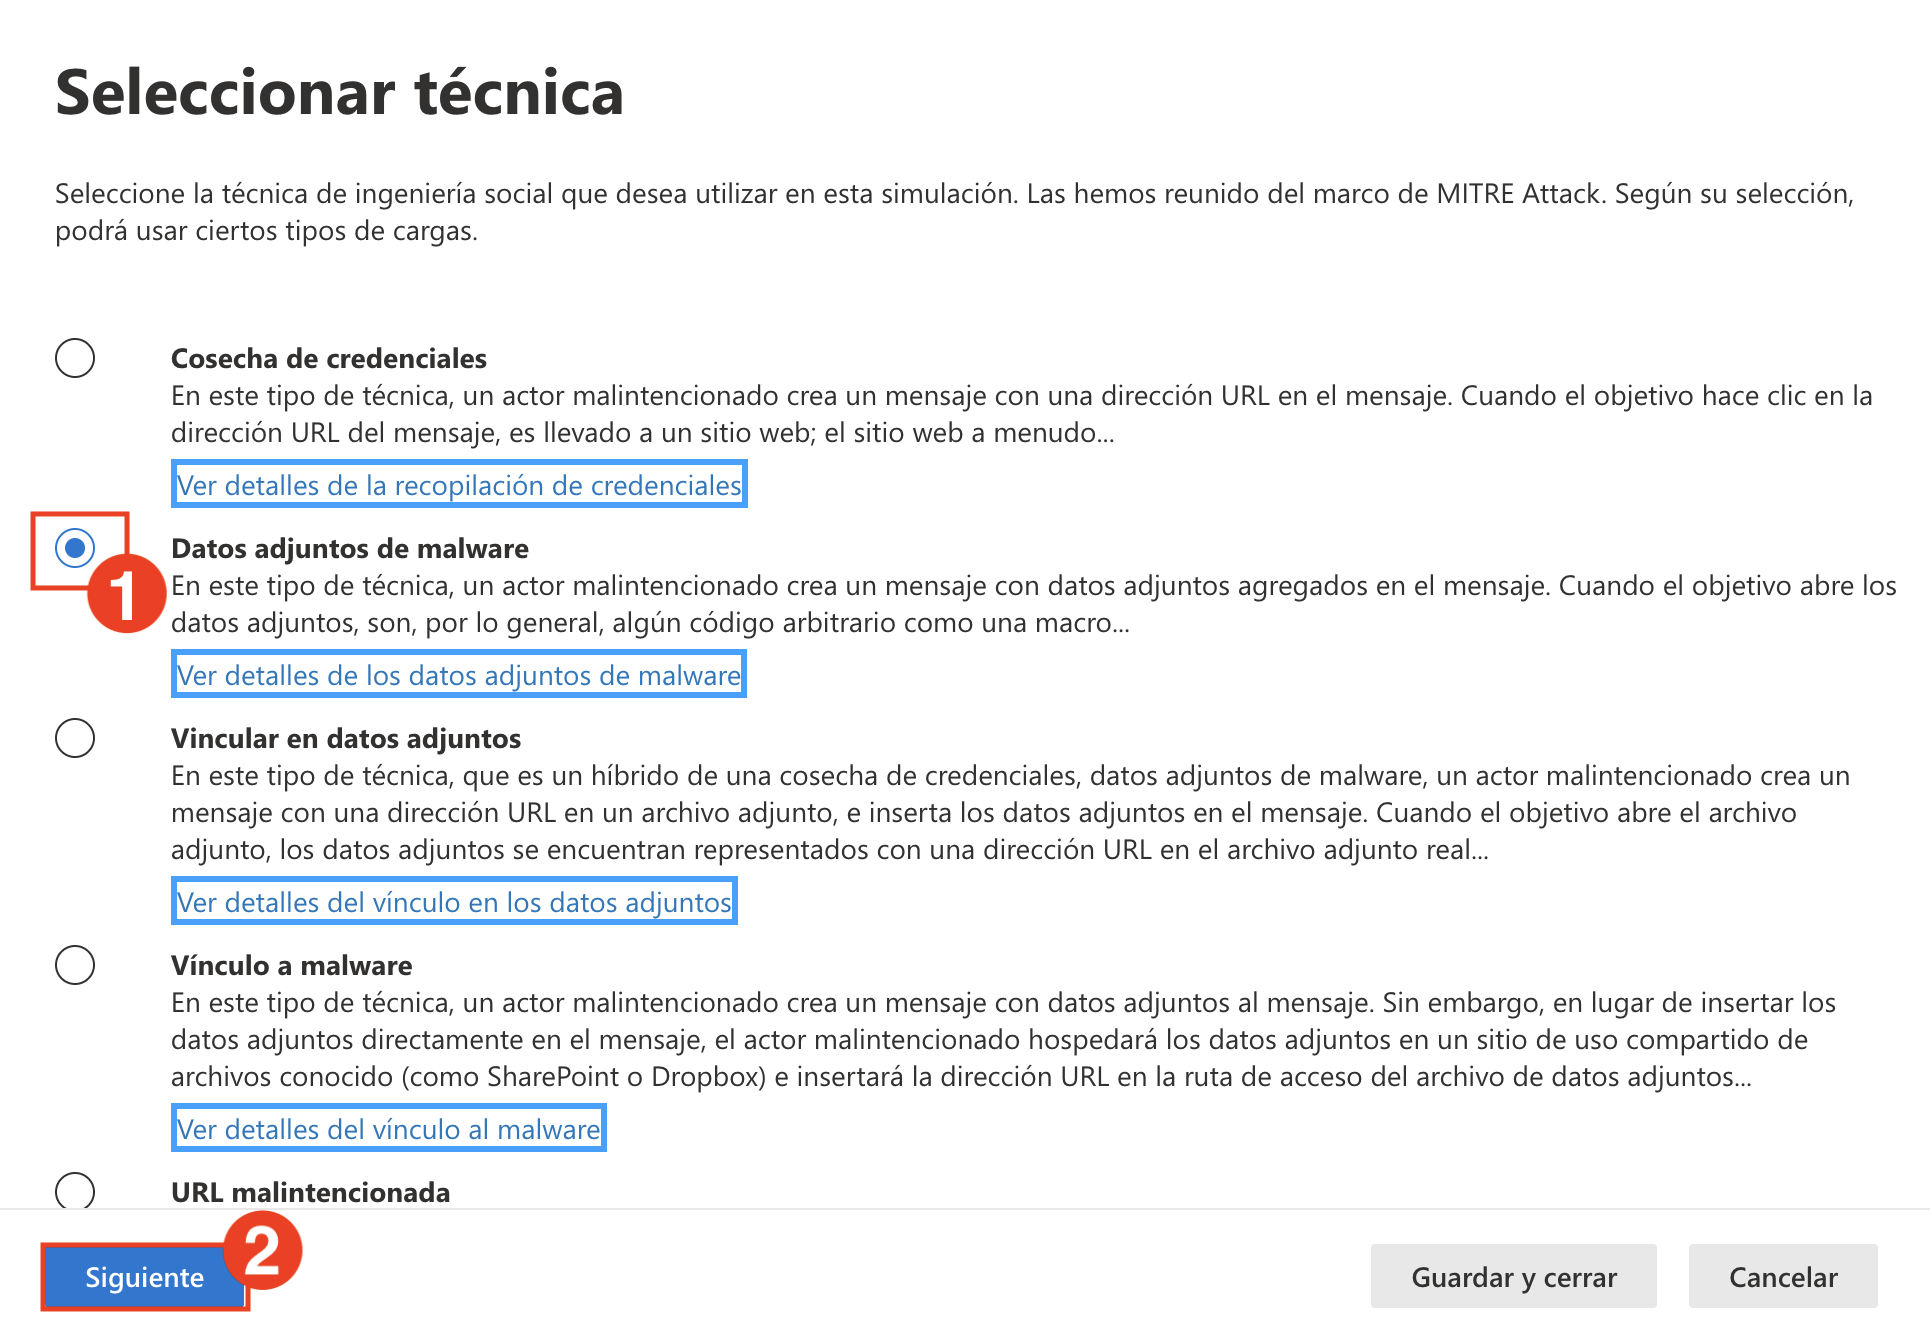 Seleccionar técnica
Seleccione la técnica de ingeniería social que desea utilizar en esta simulación. Las hemos reunido del marco de MITRE Attack. Según su selección,
podrá usar ciertos tipos de cargas.
Cosecha de credenciales
En este tipo de técnica, un actor malintencionado crea un mensaje con una dirección URL en el mensaje. Cuando el objetivo hace clic en la
dirección URL del mensaje, es llevado a un sitio web; el sitio web a menudo...
Ver detalles de la recopilación de credenciales
Datos adjuntos de malware
1
En este tipo de técnica, un actor malintencionado crea un mensaje con datos adjuntos agregados en el mensaje. Cuando el objetivo abre los
datos adjuntos, son, por lo general, algún código arbitrario como una macro...
Ver detalles de los datos adjuntos de malware
Vincular en datos adjuntos
En este tipo de técnica, que es un híbrido de una cosecha de credenciales, datos adjuntos de malware, un actor malintencionado crea un
mensaje con una dirección URL en un archivo adjunto, e inserta los datos adjuntos en el mensaje. Cuando el objetivo abre el archivo
adjunto, los datos adjuntos se encuentran representados con una dirección URL en el archivo adjunto real...
Ver detalles del vínculo en los datos adjuntos
Vínculo a malware
En este tipo de técnica, un actor malintencionado crea un mensaje con datos adjuntos al mensaje. Sin embargo, en lugar de insertar los
datos adjuntos directamente en el mensaje, el actor malintencionado hospedará los datos adjuntos en un sitio de uso compartido de
archivos conocido (como SharePoint o Dropbox) e insertará la dirección URL en la ruta de acceso del archivo de datos adjuntos...
Ver detalles del vínculo al malware
URL malintencionada
2
Siguiente
Guardar y cerrar
Cancelar